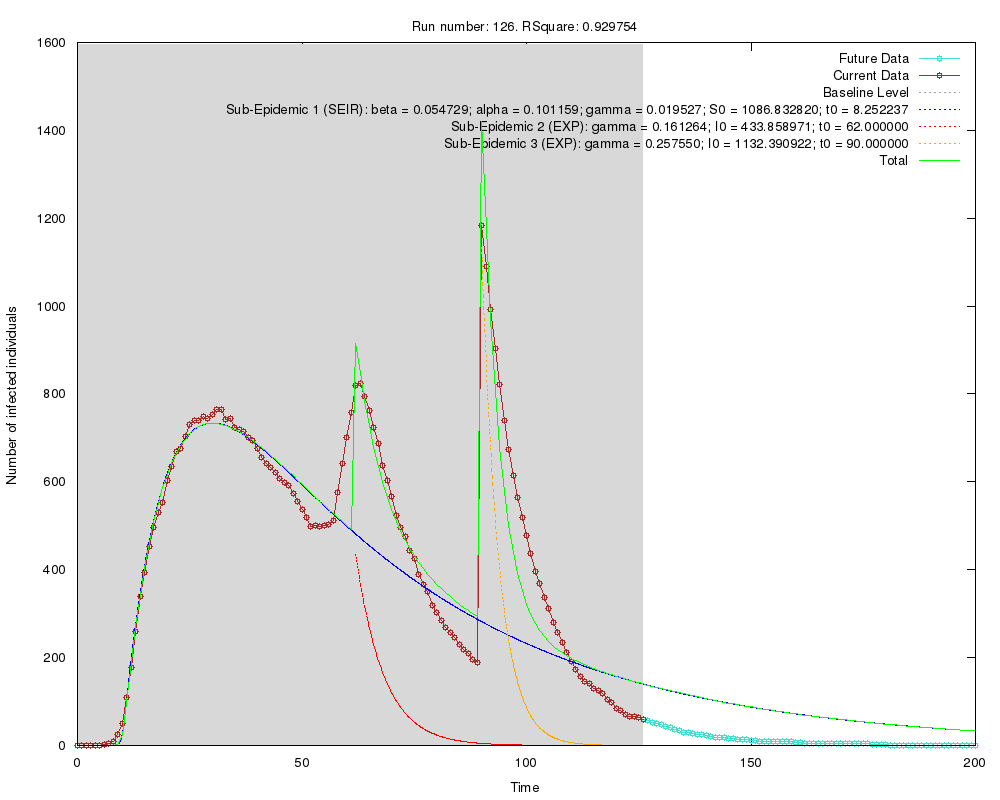 Run number: 126. RSquare: 0.929754
1600
1400
1200
1000
800
600
400
200
0
Number of infected individuals
Future Data
Current Data
Baseline Level
Sub-Epidemic 1 (SEIR): beta = 0.054729; alpha = 0.101159; gamma = 0.019527; S0 = 1086.832820; t0 = 8.252237
Sub-Epidemic 2 (EXP): gamma = 0.161264; I0 = 433.858971; t0 = 62.000000
Sub-Epidemic 3 (EXP): gamma = 0.257550; I0 = 1132.390922; t0 = 90.000000
Total
0
50
100
150
200
Time